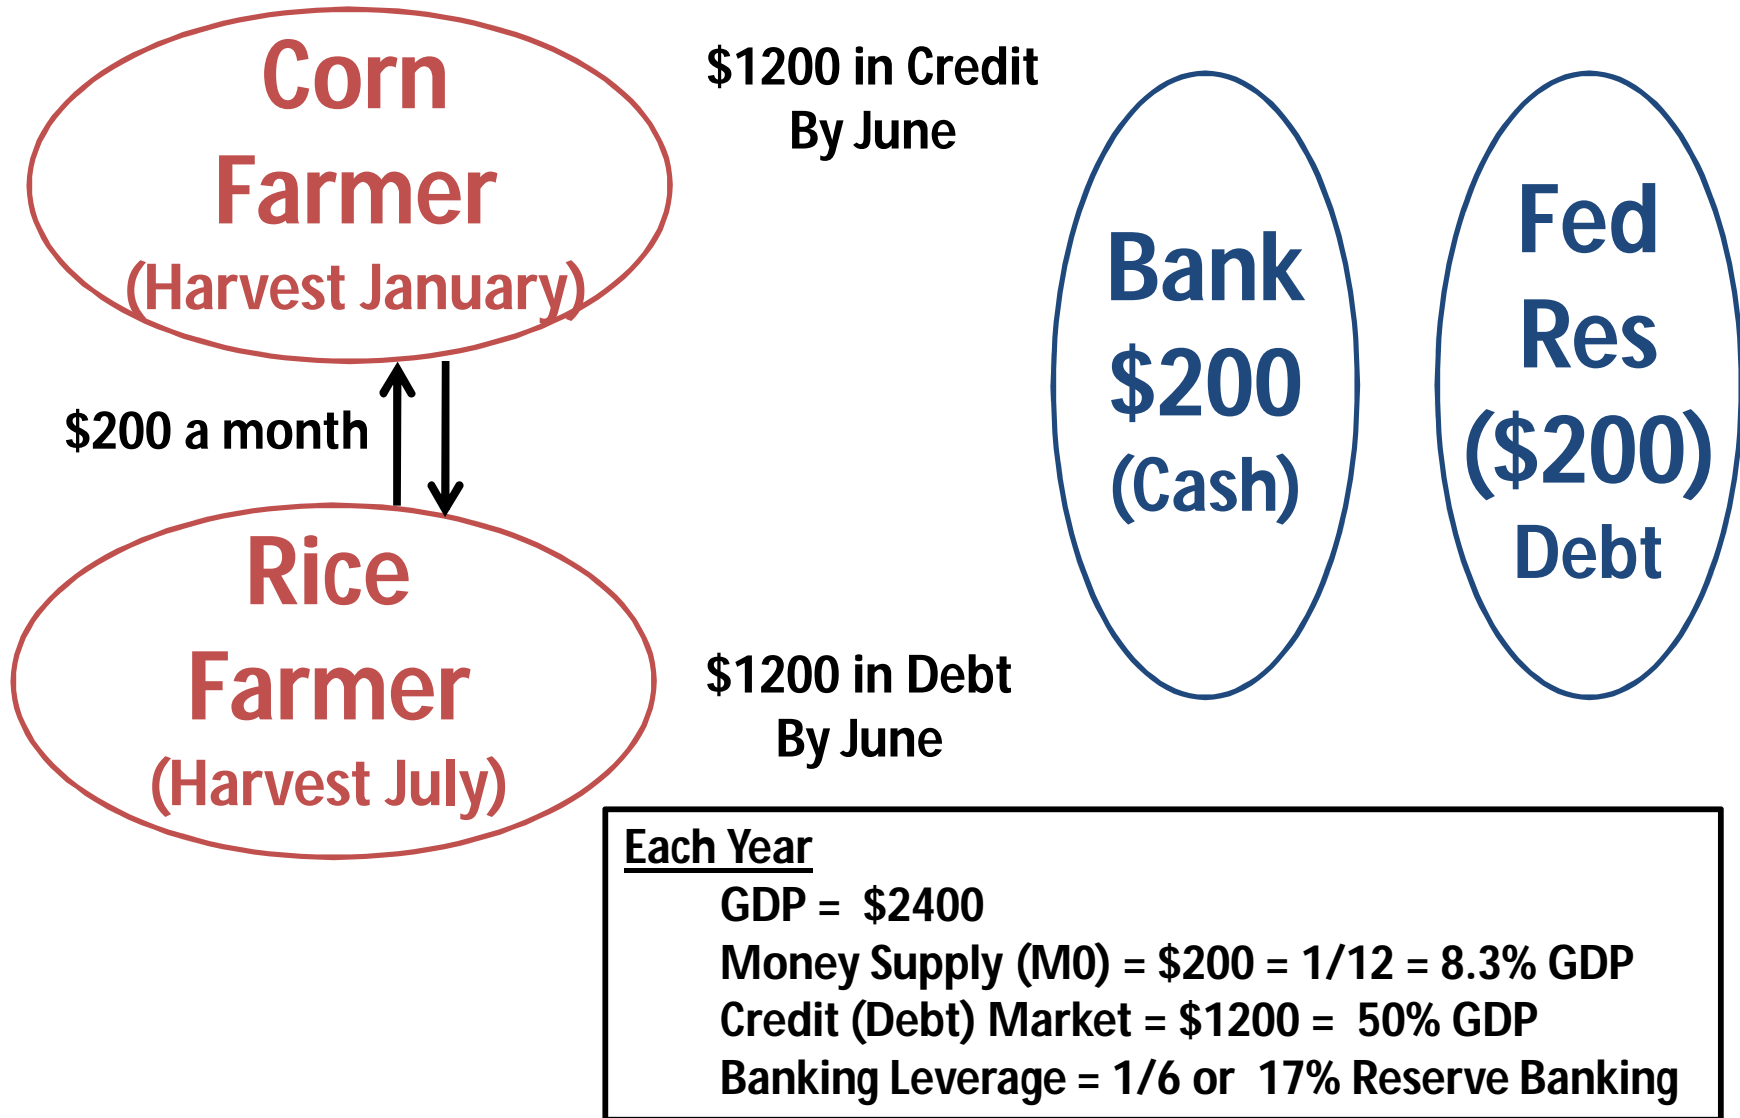 Corn
Farmer
(Harvest January)
$200 a month
Rice
Farmer
(Harvest July)
$1200 in Credit
By June
$1200 in Debt
By June
Bank
$200
(Cash)
Fed
Res
($200)
Debt
Each Year
GDP = $2400
Money Supply (M0) = $200 = 1/12 = 8.3% GDP
Credit (Debt) Market = $1200 = 50% GDP
Banking Leverage = 1/6 or 17% Reserve Banking